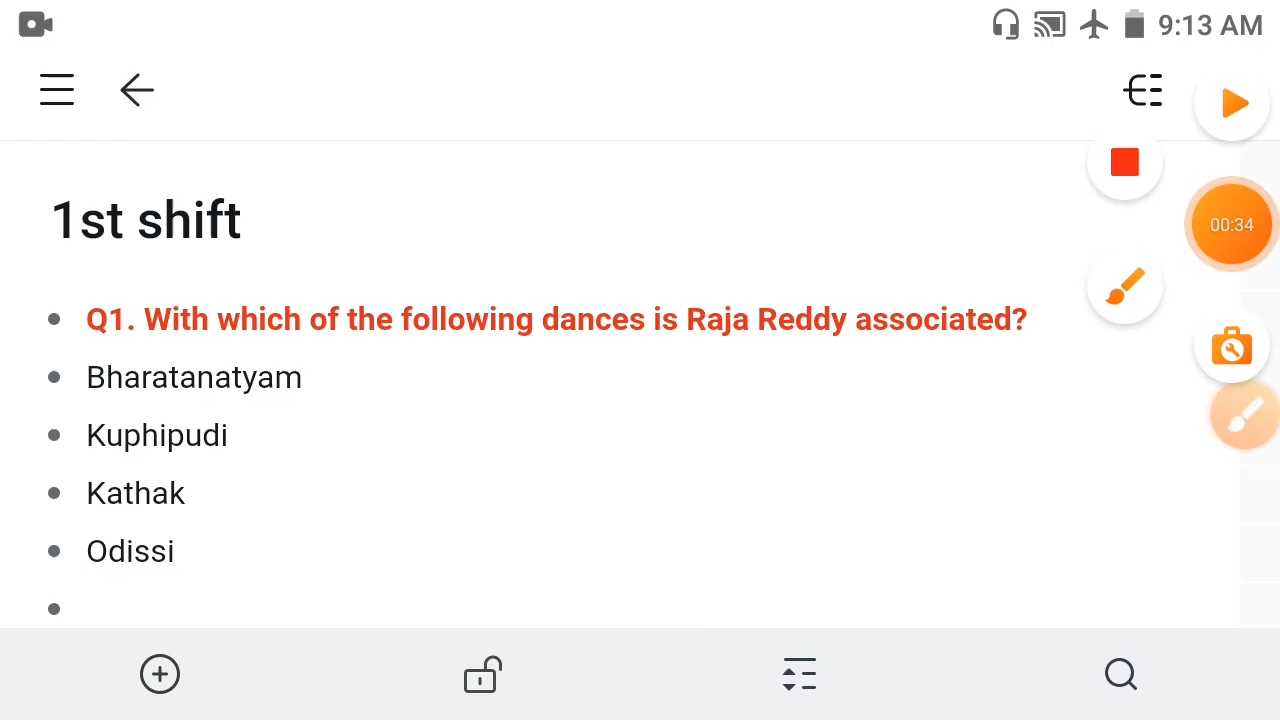 9:13 AM
1st shift
00:34
Q1. With which of the following dances is Raja Reddy associated?
Bharatanatyam
Kuphipudi
Kathak
Odissi